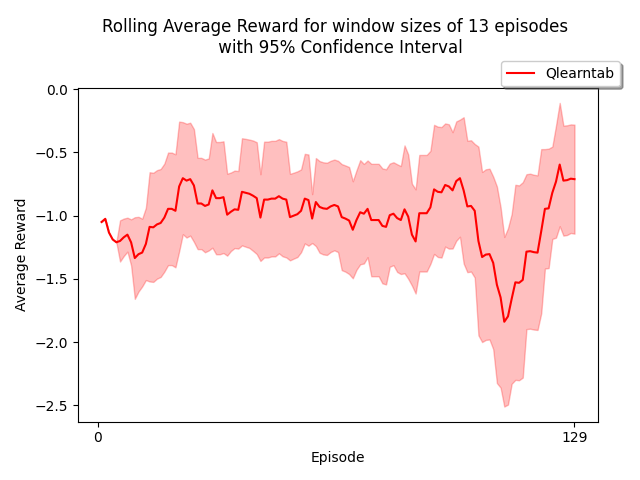 Rolling Average Reward for window sizes of 13 episodes
with 95% Confidence Interval
Qlearntab
0.0
−0.5
−1.0
−1.5
−2.0
−2.5
Average Reward
0
129
Episode